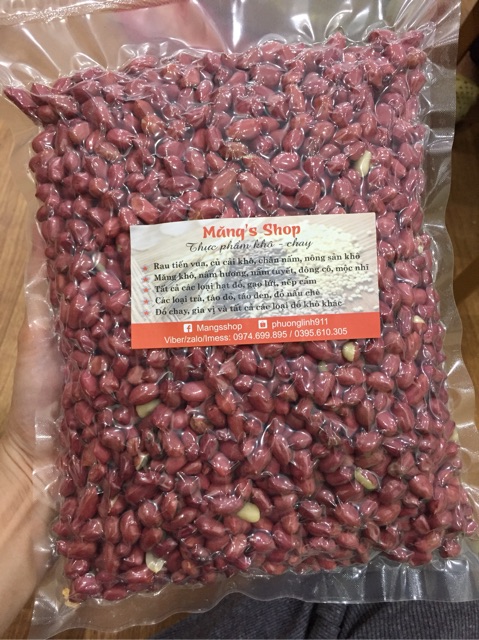 Măng's Shop
Thực phẩm khô - chay
Rau tiến vua, củ cải khô, chân nấm, nông sản khô
Măng khô, nấm hương, nấm tuyết, đông cô, mộc nhĩ
Tất cả các loại hạt đỗ, gạo lứt, nếp cẩm
Các loại trà, táo đỏ, táo đen, đồ nấu chè
Đồ chay, gia vị và tất cả các loại đồ khô khác
Mangsshop phuonglinh911
Viber/zalo/Imess: 0974.699.895 / 0395.610.305